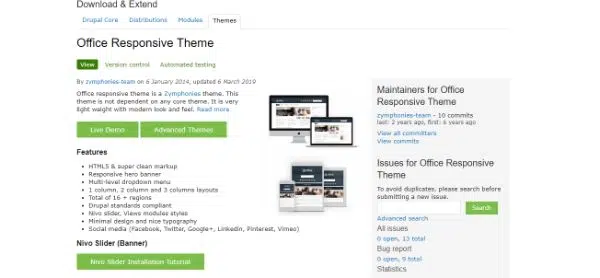 Download & Extend
Drupal Core Distributions Modules Themes
Office Responsive Theme
View Version control Automated testing
By zymphonies-team on 6 January 2014, updated 6 March 2019
Office responsive theme is a Zymphonies theme. This
theme is not dependent on any core theme. It is very
light weight with modern look and feel. Read more
Live Demo Advanced Themes
Features
HTML5 & super clean markup
Responsive hero banner
Multi-level dropdown menu
1 column, 2 column and 3 columns layouts
Total of 16 + regions
Drupal standards compliant
Nivo slider, Views modules styles
Minimal design and nice typography
Social media (Facebook, Twitter, Google+, LinkedIn, Pinterest, Vimeo)
Nivo Slider (Banner)
Nivo Slider Installation Tutorial
Maintainers for Office
Responsive Theme
zymphonies-team - 10 commits
last: 2 years ago, first: 6 years ago
View all committers
View commits
Issues for Office Responsive
Theme
To avoid duplicates, please search before
submitting a new issue.
Search
Advanced search
All issues
0 open, 13 total
Bug report
0 open, 9 total
Statistics